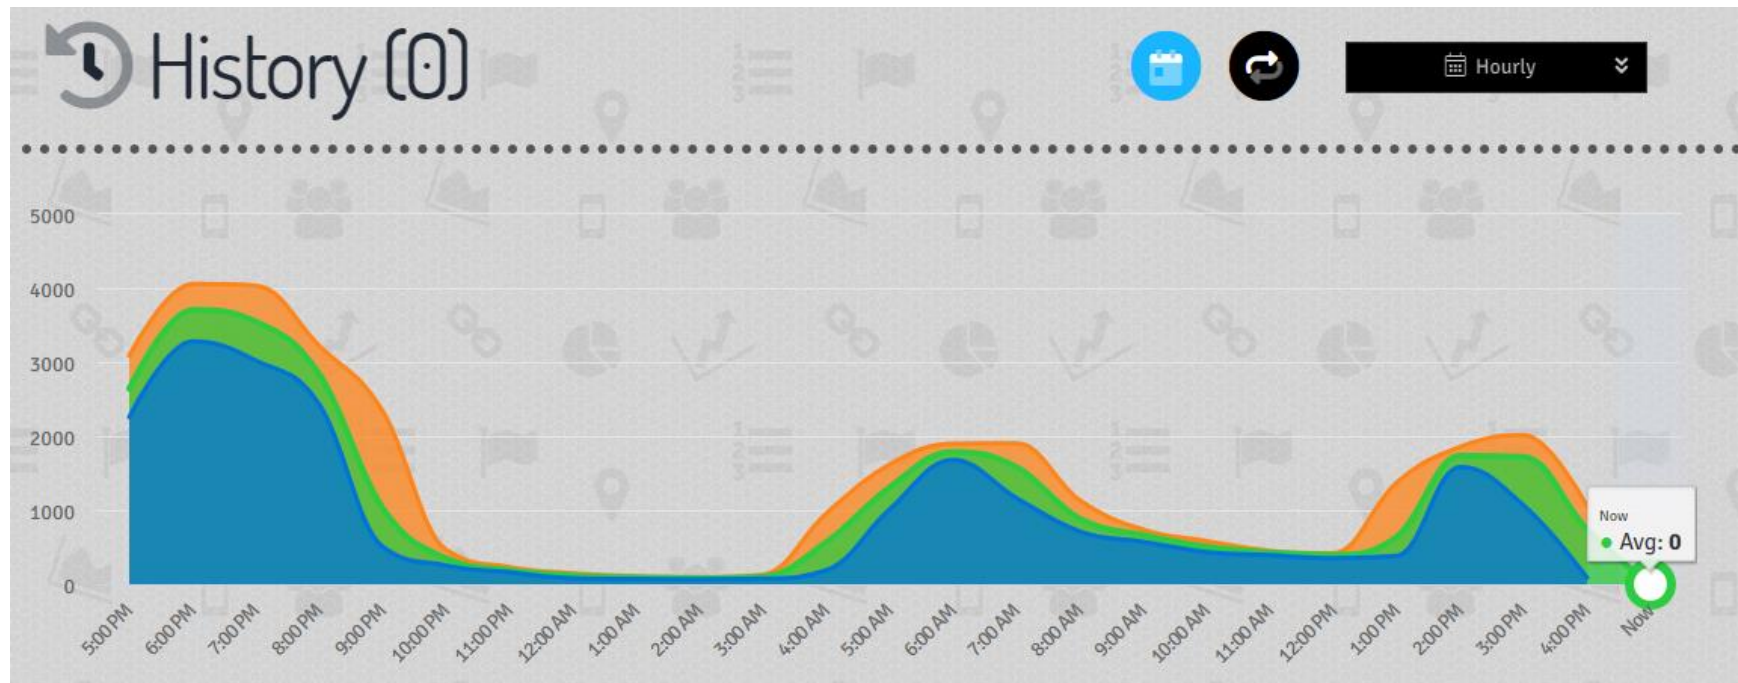 History (0)
Hourly
5000
4000
3000
2000
1000
0
Now
Avg: 0
5:00 PM
6:00 PM
7:00 PM
8:00 PM
9:00 PM
10:00 PM
11:00 PM
12:00 AM
1:00 AM
2:00 AM
3:00 AM
4:00 AM
5:00 AM
6:00 AM
7:00 AM
8:00 AM
9:00 AM
10:00 AM
11:00 AM
12:00 PM
1:00 PM
2:00 PM
3:00 PM
4:00 PM
Now